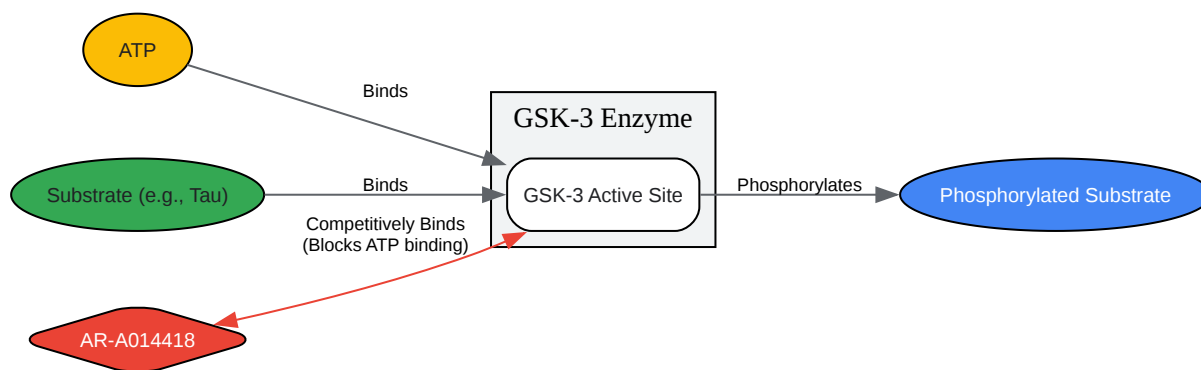 ATP
Binds
GSK-3 Enzyme
Substrate (e.g., Tau)
Binds
GSK-3 Active Site
Phosphorylates
Phosphorylated Substrate
Competitively Binds
(Blocks ATP binding)
AR-A014418